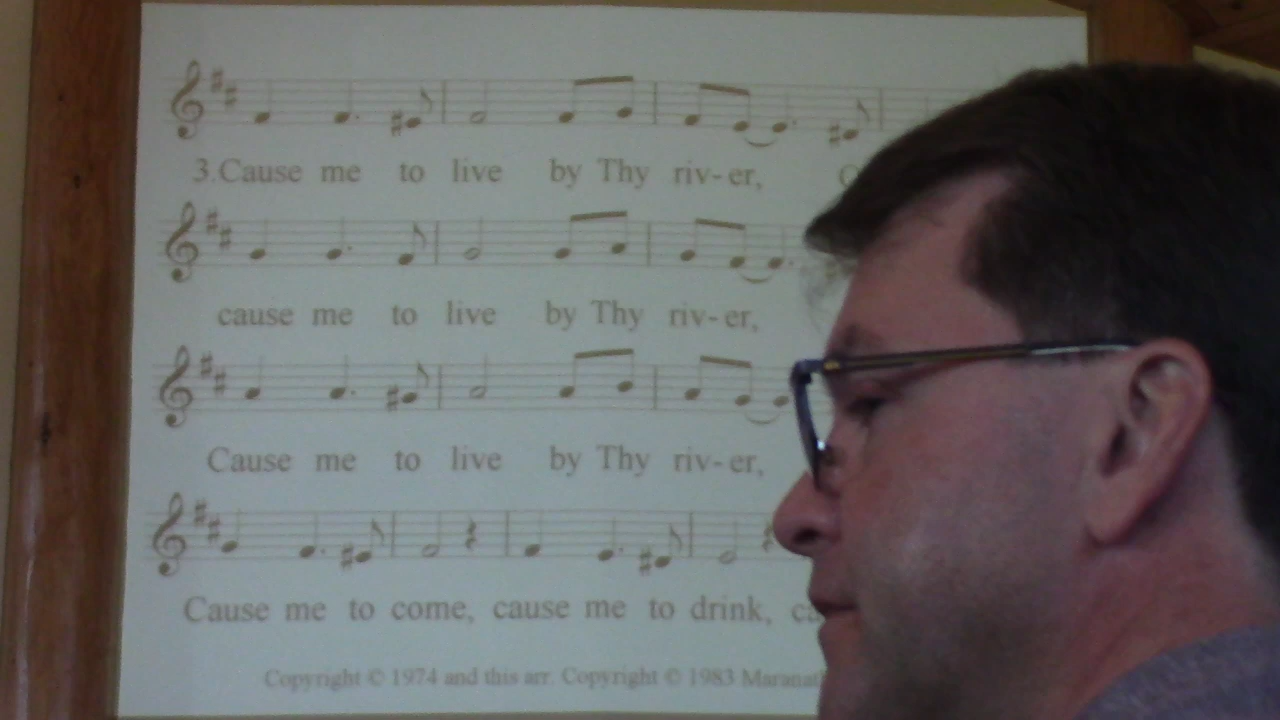 3.Cause me to live by Thy riv-er,
cause me to live by Thy riv-er,
Cause me to live by Thy riv-er,
Cause me to come, cause me to drink,
Copyright © 1974 and this arr. Copyright © 1983